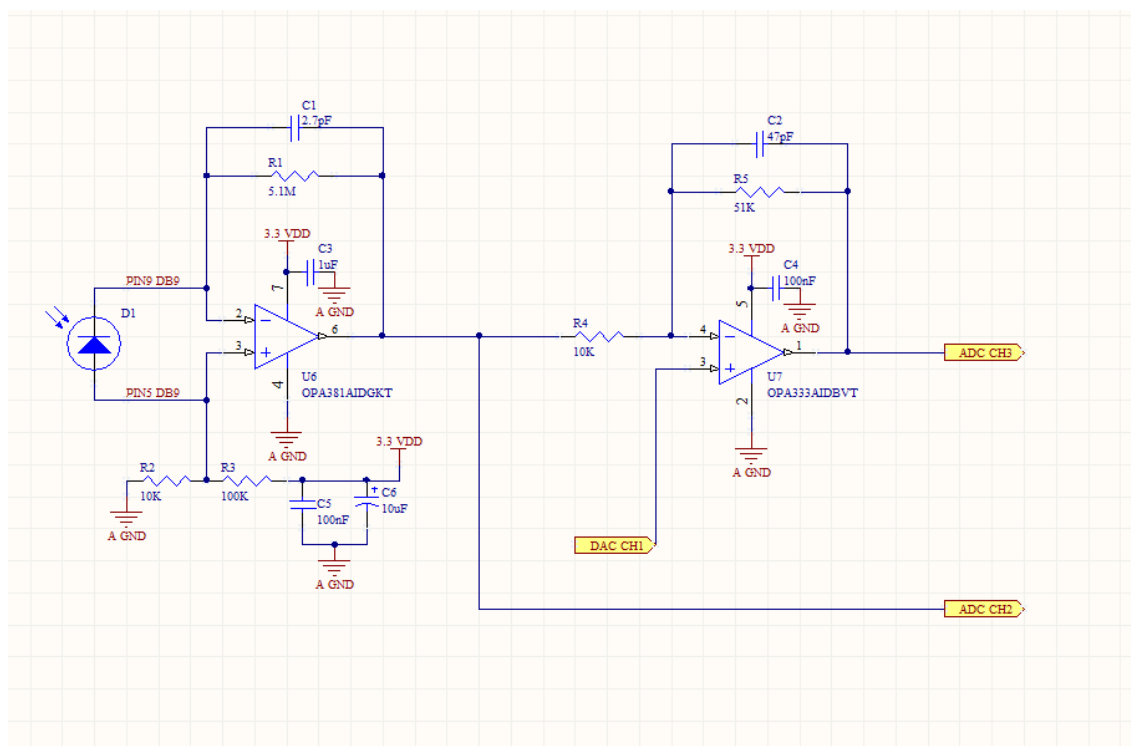 C1
2.7pF
R1
5.1M
3.3 VDD
C3
1uF
7
A GND
PIN9 DB9
D1
2
3
6
PIN5 DB9
4
U6
OPA381AIDGKT
A GND
R2
10K
R3
100K
3.3 VDD
C5
100nF
+
C6
10uF
A GND
A GND
C2
47pF
R5
51K
3.3 VDD
C4
100nF
5
A GND
R4
10K
4
3
1
U7
OPA333AIDBVT
2
A GND
ADC CH3
DAC CH1
ADC CH2